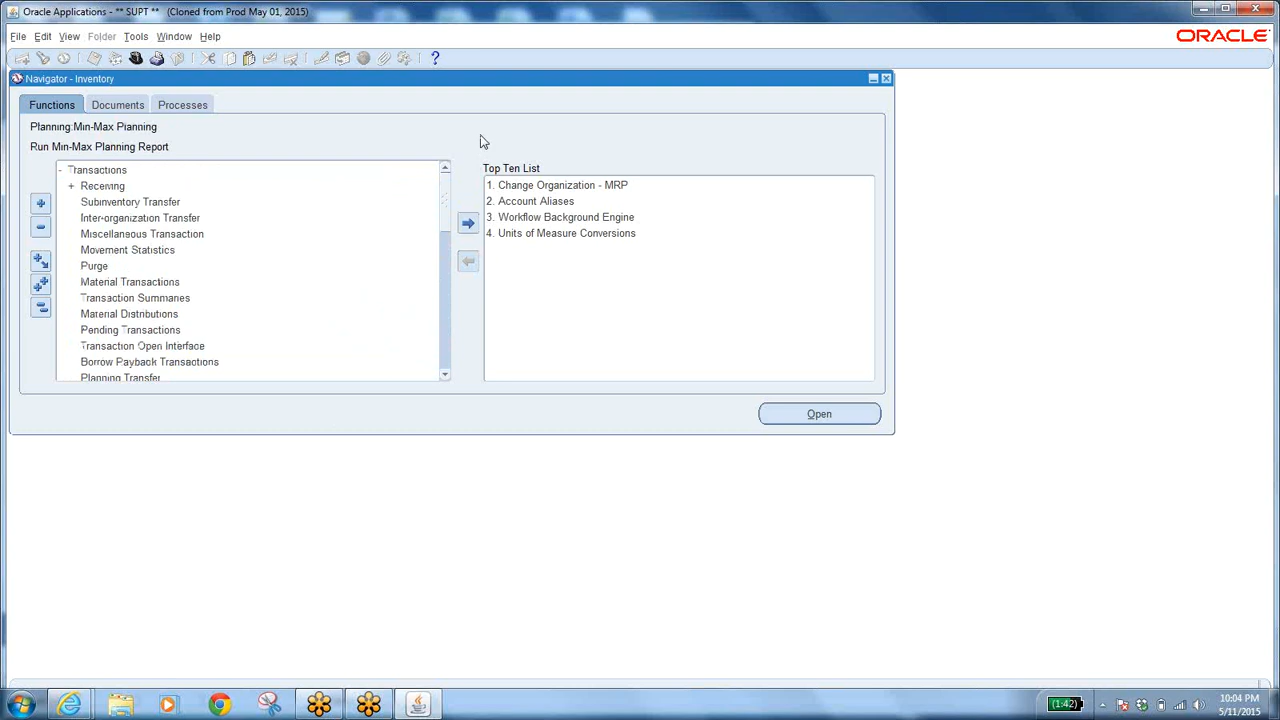 Oracle Applications - ** SUPT ** (Cloned from Prod May 01, 2015)
File Edit View Folder Tools Window Help
ORACLE
Navigator - Inventory
Functions Documents Processes
Planning:Min-Max Planning
Run Min-Max Planning Report
Top Ten List
- Transactions
+ Receiving
Subinventory Transfer
Inter-organization Transfer
Miscellaneous Transaction
Movement Statistics
Purge
Material Transactions
Transaction Summaries
Material Distributions
Pending Transactions
Transaction Open Interface
Borrow Payback Transactions
Planning Transfer
1. Change Organization - MRP
2. Account Aliases
3. Workflow Background Engine
4. Units of Measure Conversions
Open
(1:42)
10:04 PM
5/11/2015